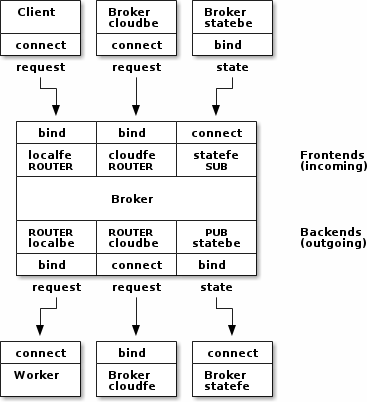 Client Broker Broker
cloudbe statebe
connect connect bind
request request state
bind bind connect
localfe cloudfe statefe Frontends
ROUTER ROUTER SUB (incoming)
Broker
ROUTER ROUTER PUB Backends
localbe cloudbe statebe (outgoing)
bind connect bind
request request state
connect bind connect
Worker Broker Broker
cloudfe statefe